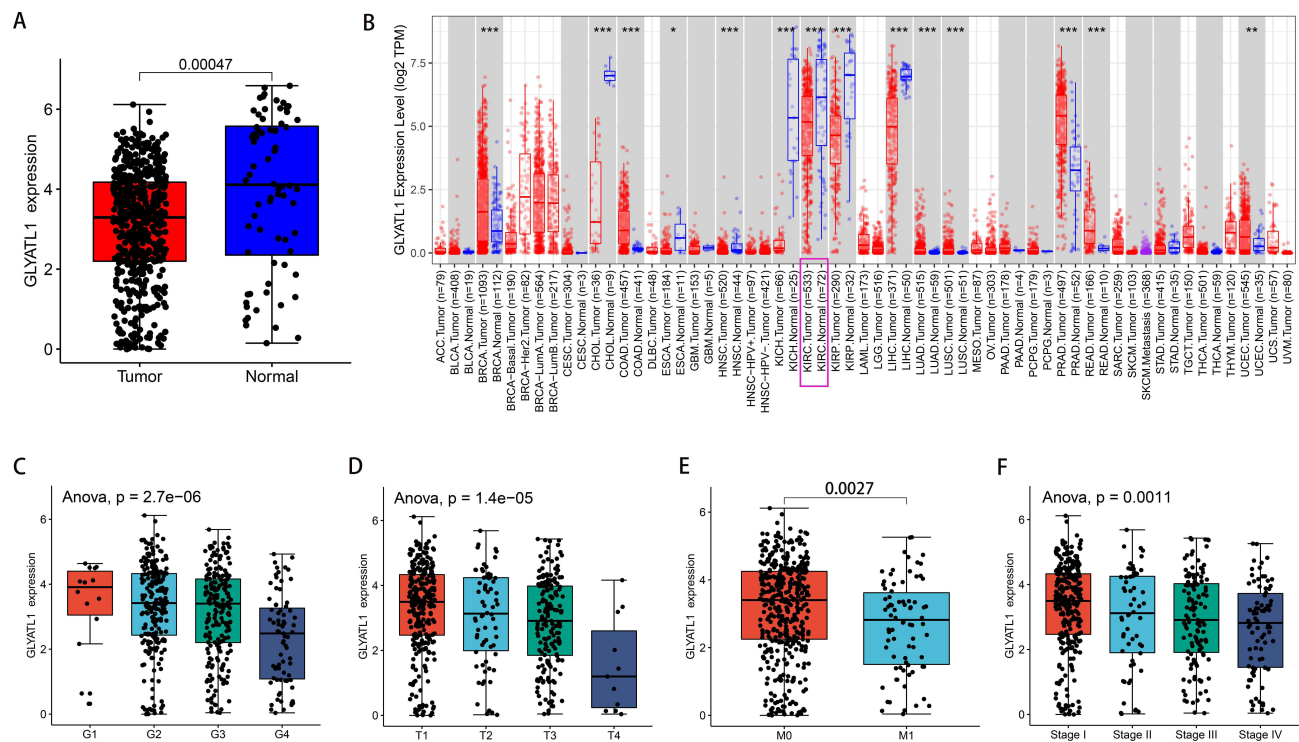 A
0.00047
GLYATL1 expression
6
4
2
0
Tumor
Normal
B
GLYATL1 Expression Level (log2 TPM)
7.5
5.0
2.5
0.0
*** *** *** * *** *** *** *** *** *** *** *** *** **
ACC.Tumor (n=79)
BLCA.Tumor (n=408)
BLCA.Normal (n=19)
BRCA.Tumor (n=1093)
BRCA.Normal (n=112)
BRCA−Basal.Tumor (n=190)
BRCA−Her2.Tumor (n=82)
BRCA−LumA.Tumor (n=564)
BRCA−LumB.Tumor (n=217)
CESC.Tumor (n=304)
CESC.Normal (n=3)
CHOL.Tumor (n=36)
CHOL.Normal (n=9)
COAD.Tumor (n=457)
COAD.Normal (n=41)
DLBC.Tumor (n=48)
ESCA.Tumor (n=184)
ESCA.Normal (n=11)
GBM.Tumor (n=153)
GBM.Normal (n=5)
HNSC.Tumor (n=520)
HNSC.Normal (n=44)
HNSC−HPV+.Tumor (n=97)
HNSC−HPV−.Tumor (n=421)
KICH.Tumor (n=66)
KICH.Normal (n=25)
KIRC.Tumor (n=533)
KIRC.Normal (n=72)
KIRP.Tumor (n=290)
KIRP.Normal (n=32)
LAML.Tumor (n=173)
LGG.Tumor (n=516)
LIHC.Tumor (n=371)
LIHC.Normal (n=50)
LUAD.Tumor (n=515)
LUAD.Normal (n=59)
LUSC.Tumor (n=501)
LUSC.Normal (n=51)
MESO.Tumor (n=87)
OV.Tumor (n=303)
PAAD.Tumor (n=178)
PAAD.Normal (n=4)
PCPG.Tumor (n=179)
PCPG.Normal (n=3)
PRAD.Tumor (n=497)
PRAD.Normal (n=52)
READ.Tumor (n=166)
READ.Normal (n=10)
SARC.Tumor (n=259)
SKCM.Tumor (n=103)
SKCM.Metastasis (n=368)
STAD.Tumor (n=415)
STAD.Normal (n=35)
TGCT.Tumor (n=150)
THCA.Tumor (n=501)
THCA.Normal (n=59)
THYM.Tumor (n=120)
UCEC.Tumor (n=545)
UCEC.Normal (n=35)
UCS.Tumor (n=57)
UVM.Tumor (n=80)
C
Anova, p = 2.7e−06
GLYATL1 expression
6
4
2
0
G1
G2
G3
G4
D
Anova, p = 1.4e−05
GLYATL1 expression
6
4
2
0
T1
T2
T3
T4
E
0.0027
GLYATL1 expression
6
4
2
0
M0
M1
F
Anova, p = 0.0011
GLYATL1 expression
6
4
2
0
Stage I
Stage II
Stage III
Stage IV